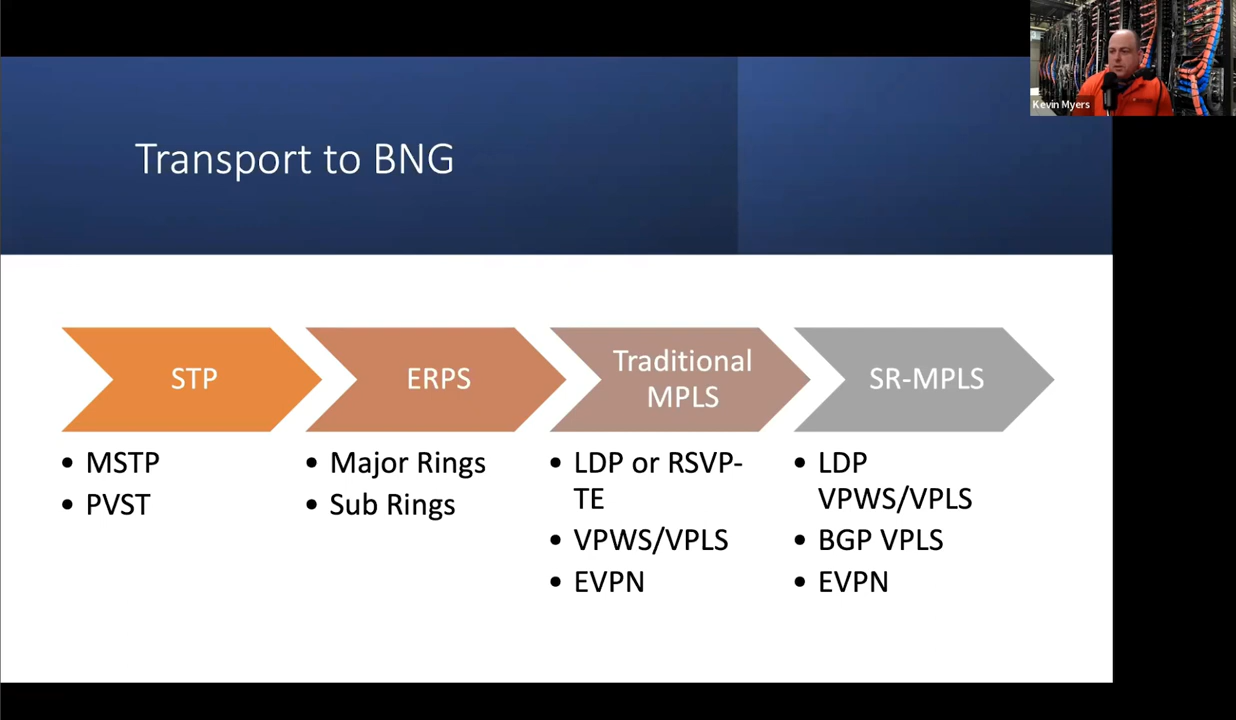 Kevin Myers
Transport to BNG
STP
ERPS
Traditional
MPLS
SR-MPLS
• MSTP
• PVST
• Major Rings
• Sub Rings
• LDP or RSVP-
TE
• VPWS/VPLS
• EVPN
• LDP
VPWS/VPLS
• BGP VPLS
• EVPN